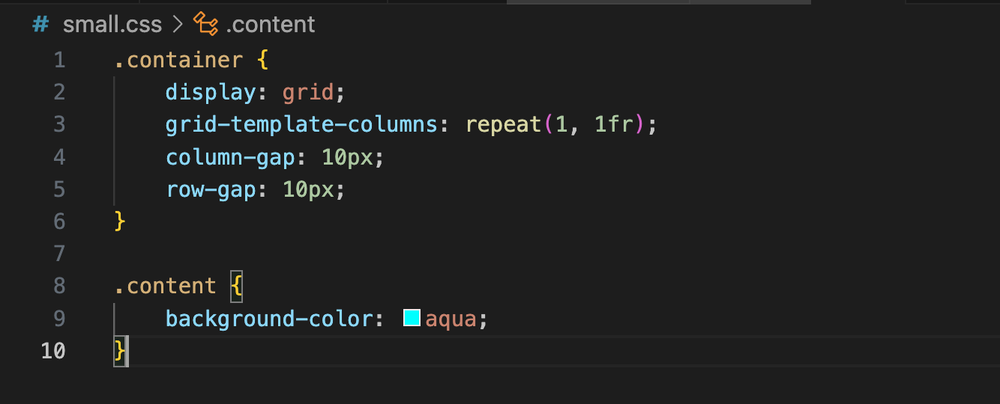 # small.css > .content
1 .container {
2     display: grid;
3     grid-template-columns: repeat(1, 1fr);
4     column-gap: 10px;
5     row-gap: 10px;
6 }
7
8 .content {
9     background-color: aqua;
10 }